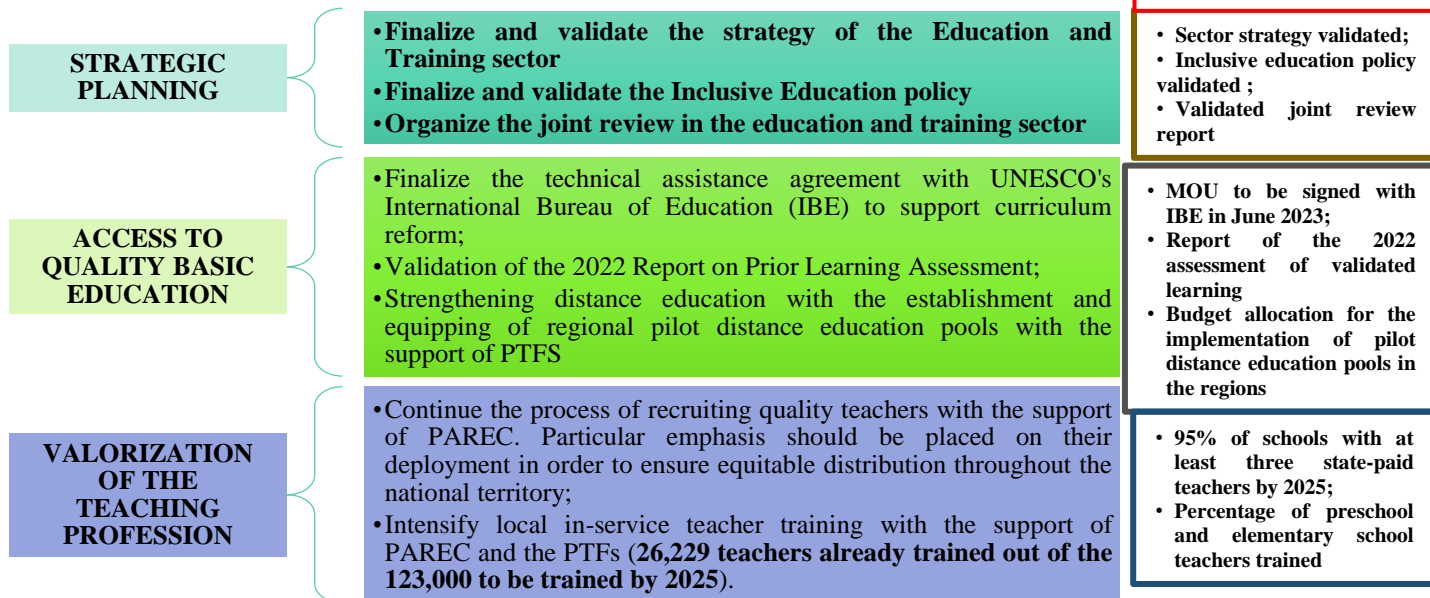 STRATEGIC
PLANNING
•Finalize and validate the strategy of the Education and
Training sector
•Finalize and validate the Inclusive Education policy
•Organize the joint review in the education and training sector
• Sector strategy validated;
• Inclusive education policy
validated ;
• Validated joint review
report
ACCESS TO
QUALITY BASIC
EDUCATION
•Finalize the technical assistance agreement with UNESCO's
International Bureau of Education (IBE) to support curriculum
reform;
•Validation of the 2022 Report on Prior Learning Assessment;
•Strengthening distance education with the establishment and
equipping of regional pilot distance education pools with the
support of PTFS
• MOU to be signed with
IBE in June 2023;
• Report of the 2022
assessment of validated
learning
• Budget allocation for the
implementation of pilot
distance education pools in
the regions
VALORIZATION
OF THE
TEACHING
PROFESSION
•Continue the process of recruiting quality teachers with the support
of PAREC. Particular emphasis should be placed on their
deployment in order to ensure equitable distribution throughout the
national territory;
•Intensify local in-service teacher training with the support of
PAREC and the PTFs (26,229 teachers already trained out of the
123,000 to be trained by 2025).
• 95% of schools with at
least three state-paid
teachers by 2025;
• Percentage of preschool
and elementary school
teachers trained